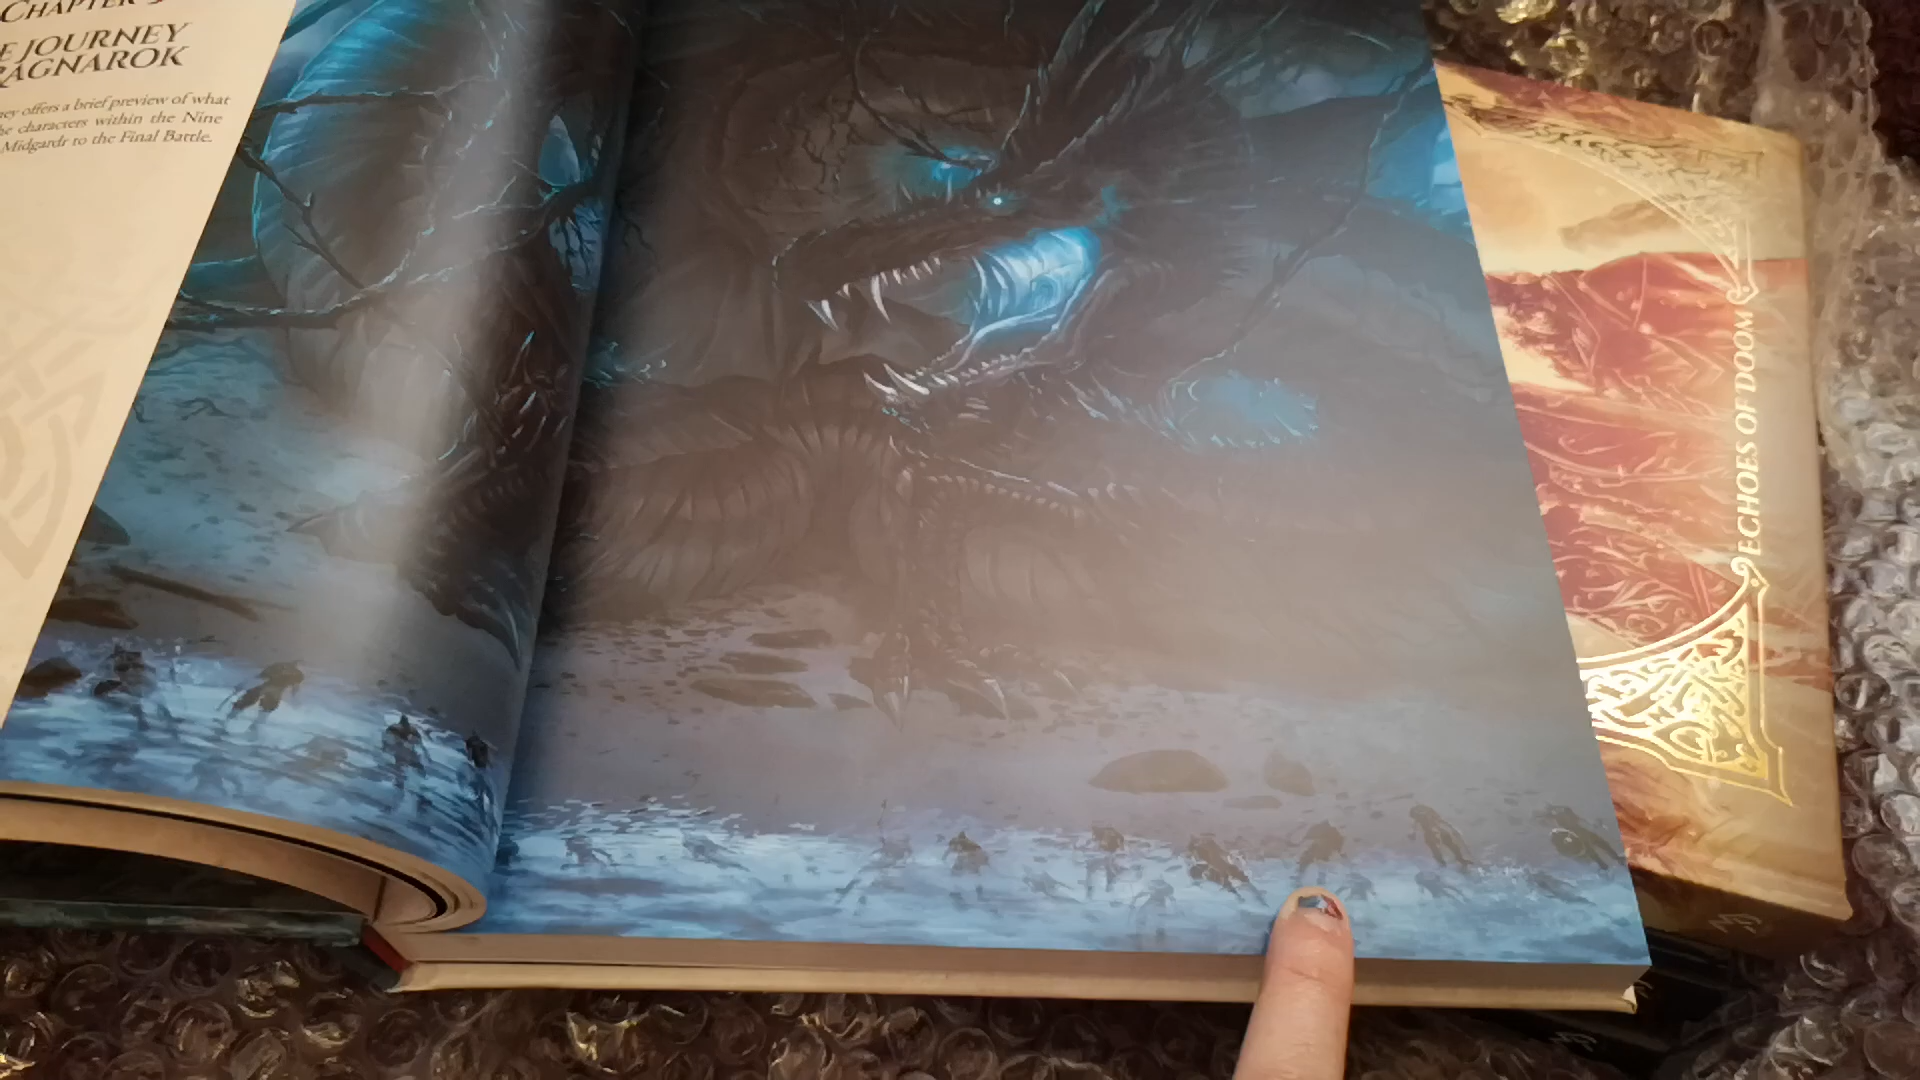 CHAPTER
E JOURNEY
RAGNAROK
ey offers a brief preview of what
he characters within the Nine
Midgardr to the Final Battle.
ECHOES OF DOOM